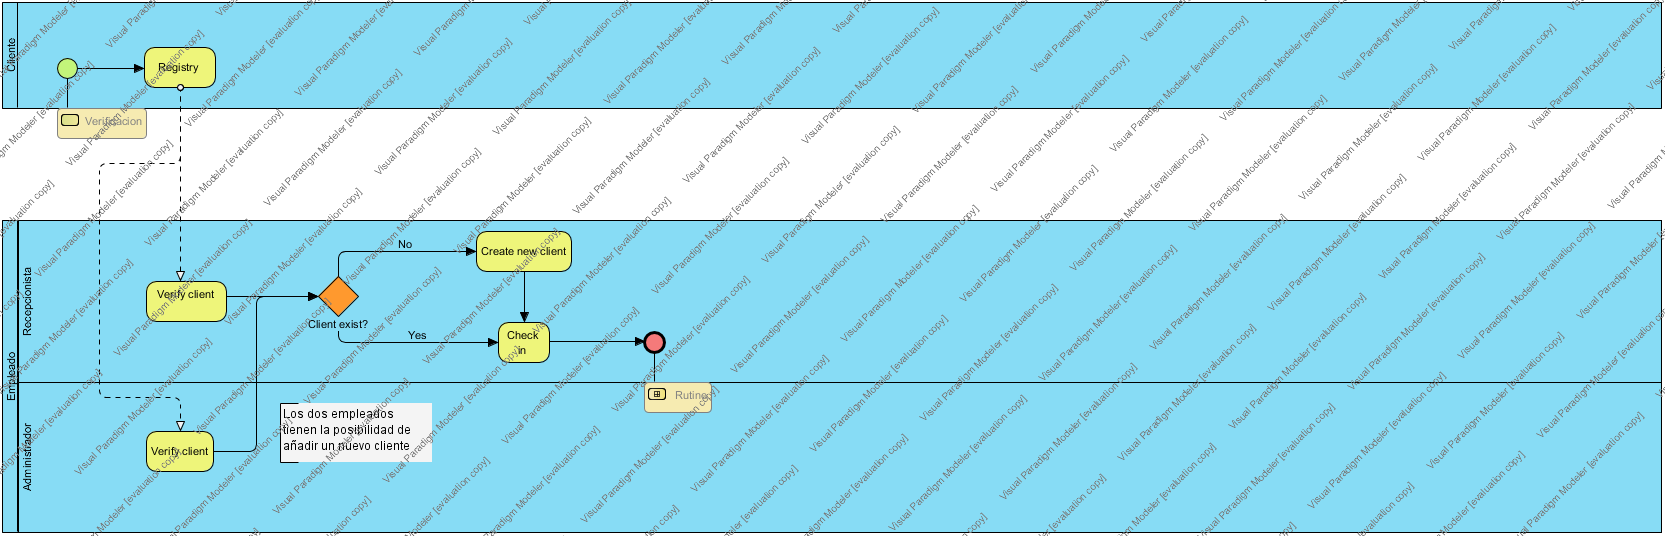 Cliente
Registry
Verificacion
Empleado
Recepcionista
Verify client
Client exist?
No
Yes
Create new client
Check
in
Rutina
Administrador
Verify client
Los dos empleados
tienen la posibilidad de
añadir un nuevo cliente
Visual Paradigm Modeler [evaluation copy]